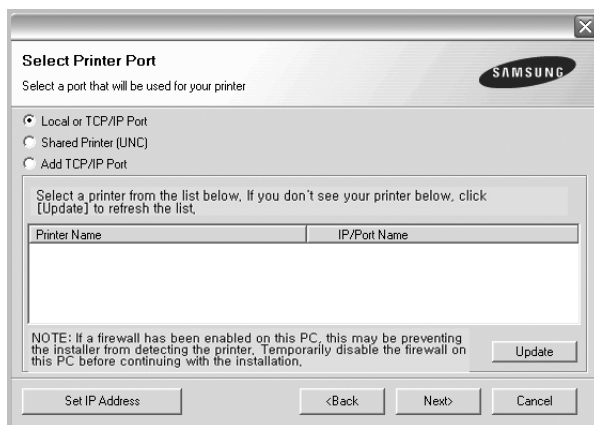 Select Printer Port
Select a port that will be used for your printer
SAMSUNG
Local or TCP/IP Port
Shared Printer (UNC)
Add TCP/IP Port
Select a printer from the list below, If you don't see your printer below, click
[Update] to refresh the list,
Printer Name IP/Port Name
NOTE: If a firewall has been enabled on this PC, this may be preventing
the installer from detecting the printer, Temporarily disable the firewall on
this PC before continuing with the installation,
Update
Set IP Address <Back Next> Cancel